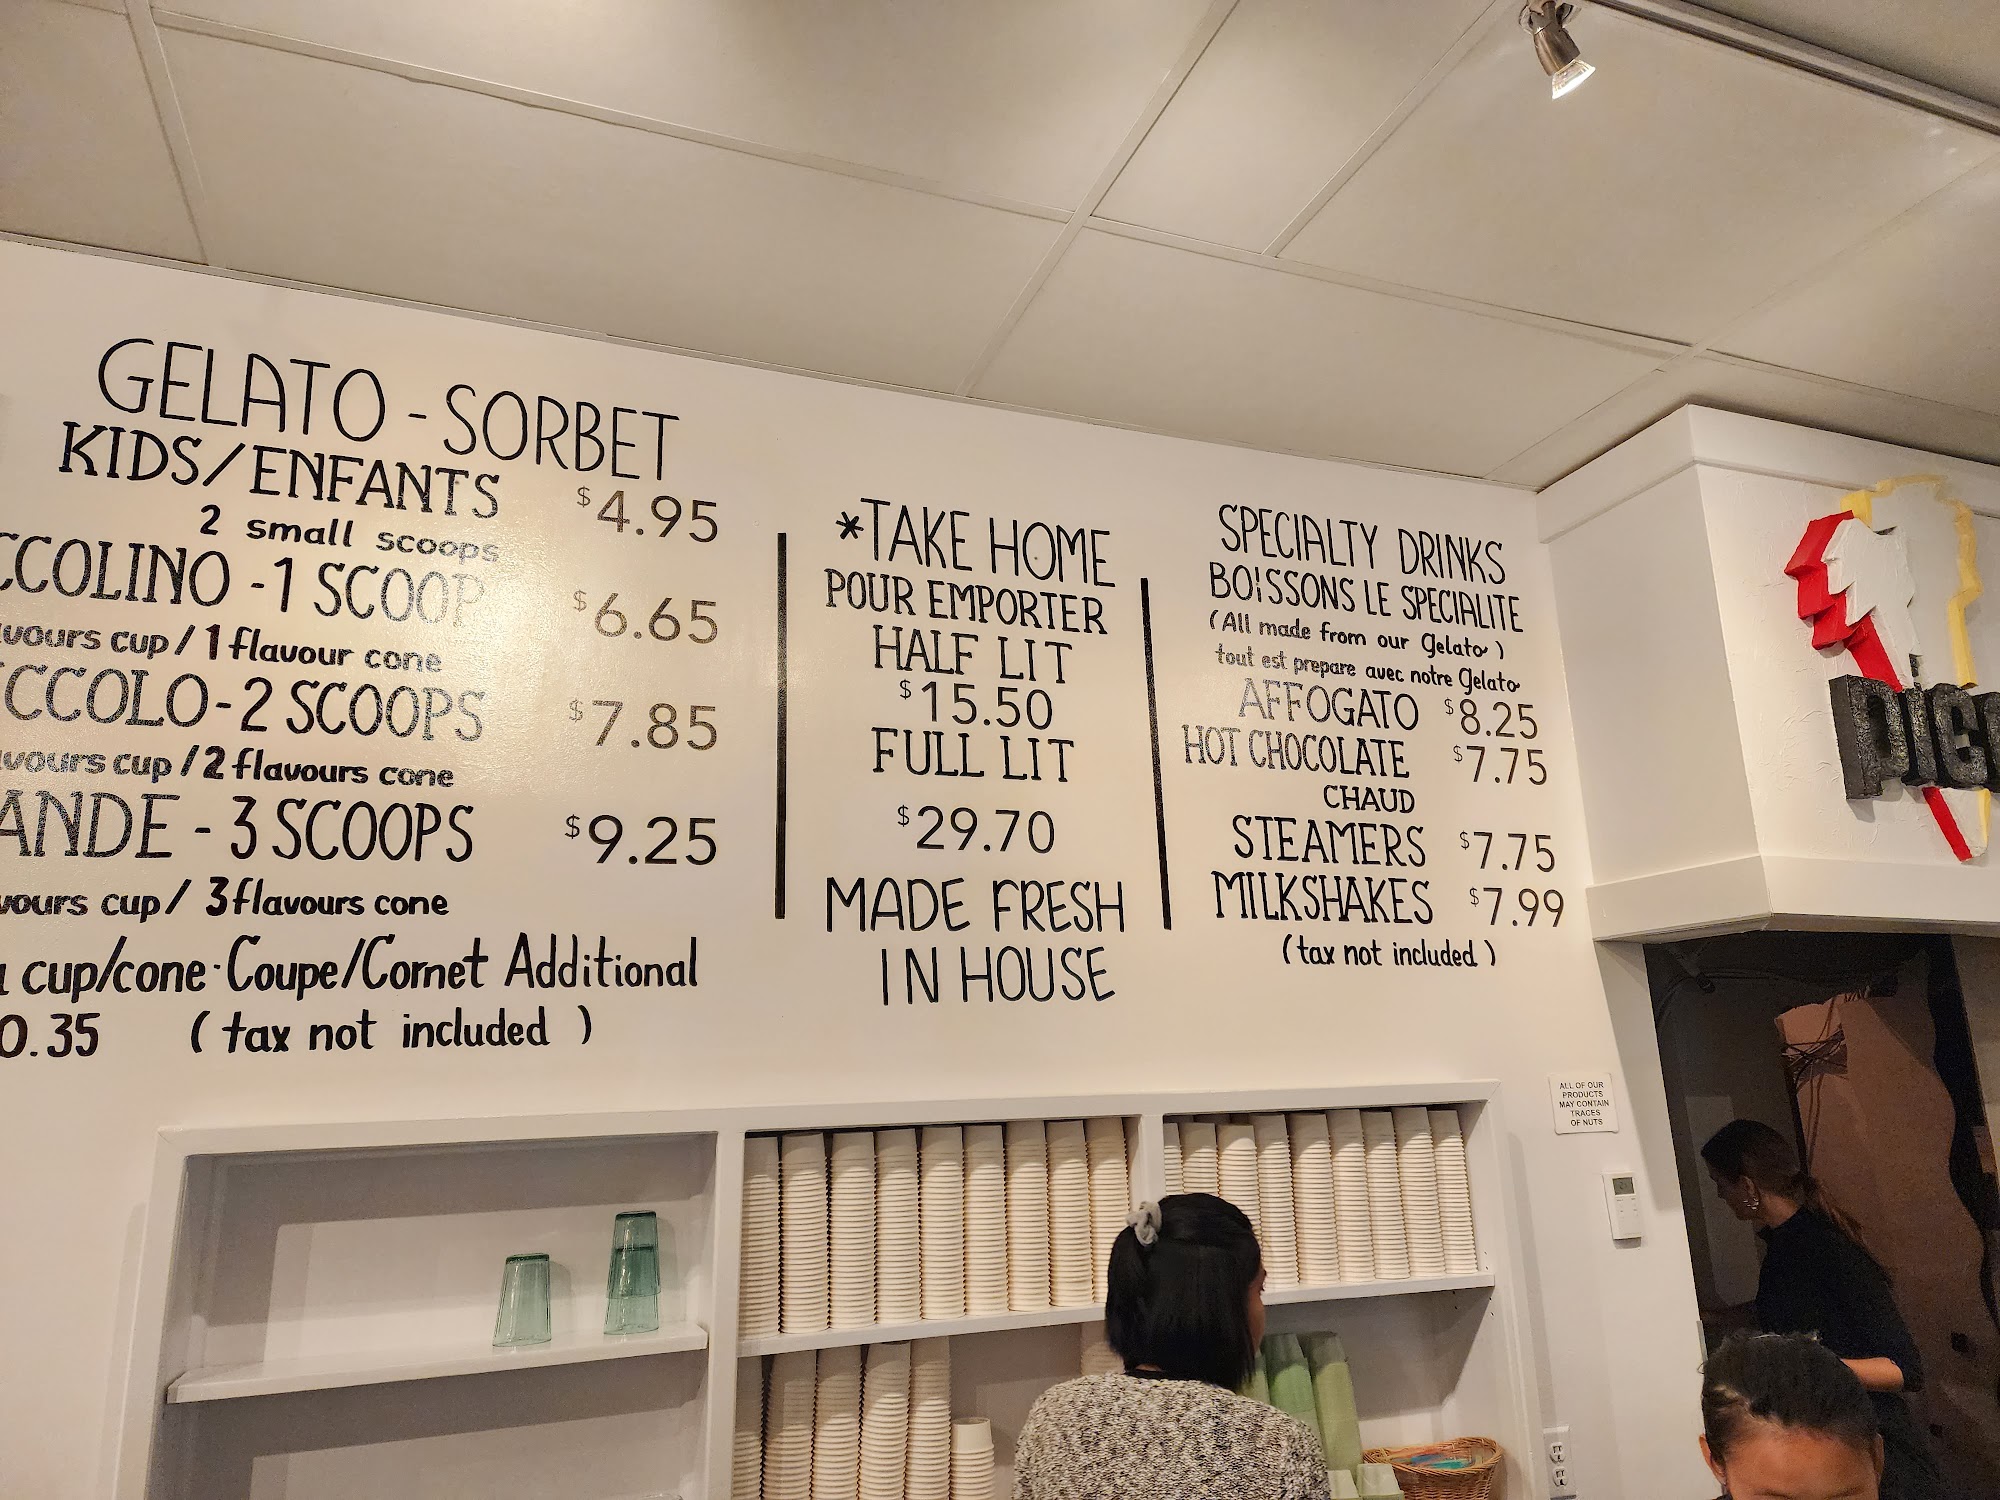 GELATO - SORBET
KIDS/ENFANTS $4.95
2 small scoops
CCOLINO - 1 SCOOP $6.65
vours cup / 1 flavour cone
CCOLO - 2 SCOOPS $7.85
vours cup / 2 flavours cone
ANDE - 3 SCOOPS $9.25
vours cup / 3 flavours cone
a cup/cone · Coupe/Cornet Additional
0.35 (tax not included)
*TAKE HOME
POUR EMPORTER
HALF LIT
$15.50
FULL LIT
$29.70
MADE FRESH
IN HOUSE
SPECIALTY DRINKS
BOISSONS LE SPECIALITE
(All made from our Gelato)
tout est prepare avec notre Gelato
AFFOGATO $8.25
HOT CHOCOLATE $7.75
CHAUD
STEAMERS $7.75
MILKSHAKES $7.99
(tax not included)
ALL OF OUR
PRODUCTS
MAY CONTAIN
TRACES
OF NUTS